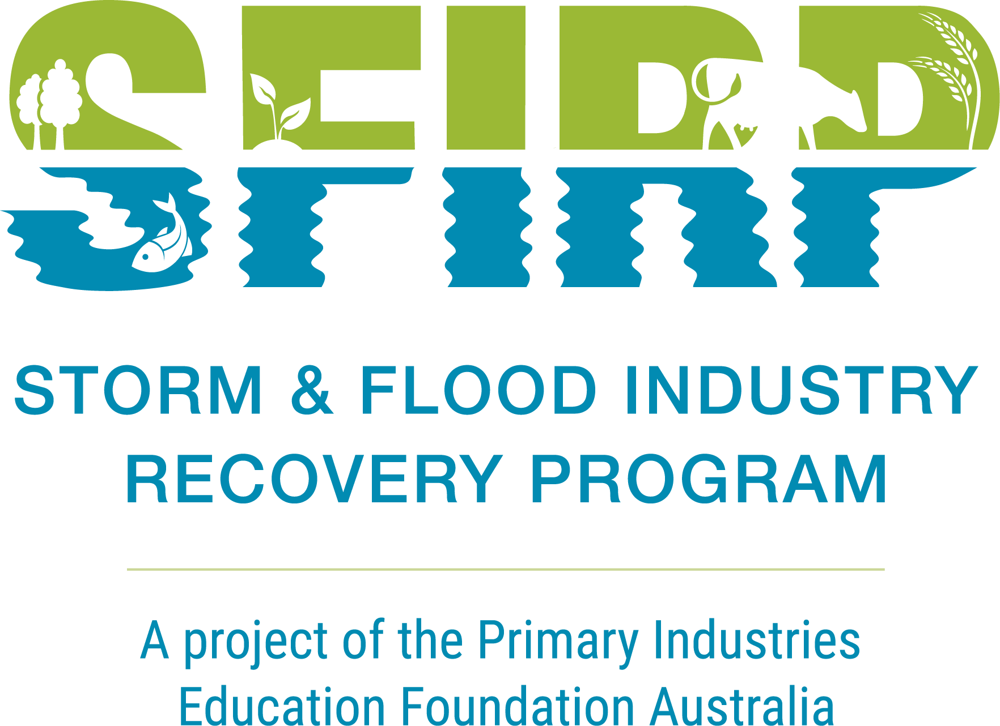 SFIRP
STORM & FLOOD INDUSTRY
RECOVERY PROGRAM
A project of the Primary Industries
Education Foundation Australia